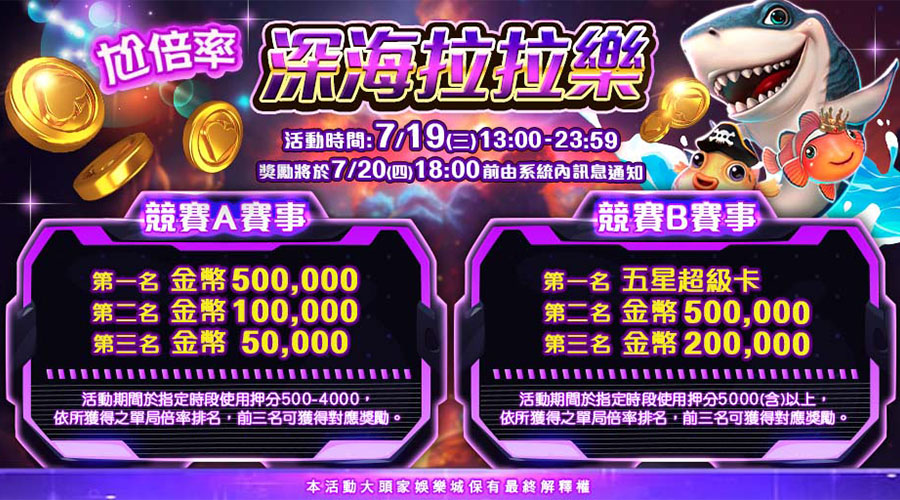 尬倍率
深海拉拉樂
活動時間:7/19(三)13:00-23:59
獎勵將於7/20(四)18:00前由系統內訊息通知
競賽A賽事
第一名 金幣500,000
第二名 金幣100,000
第三名 金幣 50,000
活動期間於指定時段使用押分500-4000，
依所獲得之單局倍率排名，前三名可獲得對應獎勵。
競賽B賽事
第一名 五星超級卡
第二名 金幣500,000
第三名 金幣200,000
活動期間於指定時段使用押分5000(含)以上，
依所獲得之單局倍率排名，前三名可獲得對應獎勵。
本活動大頭家娛樂城保有最終解釋權